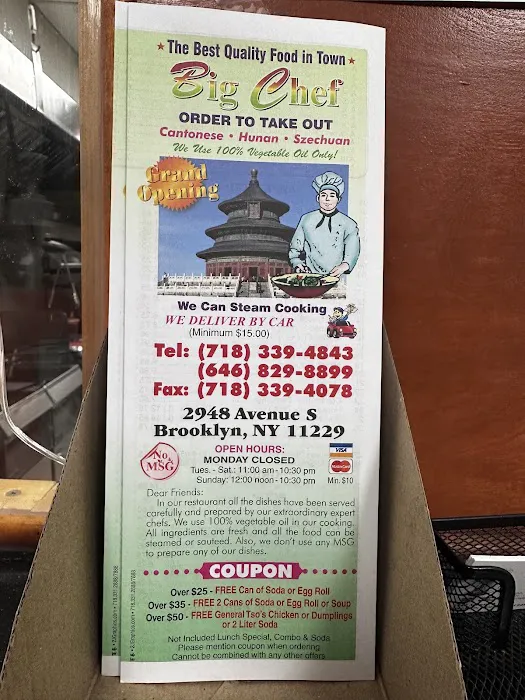 ★ The Best Quality Food in Town ★
Big Chef
ORDER TO TAKE OUT
Cantonese • Hunan • Szechuan
We Use 100% Vegetable Oil Only!
Grand
Opening
We Can Steam Cooking
WE DELIVER BY CAR
(Minimum $15.00)
Tel: (718) 339-4843
(646) 829-8899
Fax: (718) 339-4078
2948 Avenue S
Brooklyn, NY 11229
No
MSG
OPEN HOURS:
MONDAY CLOSED
Tues. - Sat.: 11:00 am - 10:30 pm
Sunday: 12:00 noon - 10:30 pm
VISA
Min. $10
Dear Friends:
In our restaurant all the dishes have been served
carefully and prepared by our extraordinary expert
chefs. We use 100% vegetable oil in our cooking.
All ingredients are fresh and all the food can be
steamed or sauteed. Also, we don't use any MSG
to prepare any of our dishes.
COUPON
Over $25 - FREE Can of Soda or Egg Roll
Over $35 - FREE 2 Cans of Soda or Egg Roll or Soup
Over $50 - FREE General Tso's Chicken or Dumplings
or 2 Liter Soda
Not Included Lunch Special, Combo & Soda
Please mention coupon when ordering
Cannot be combined with any other offers